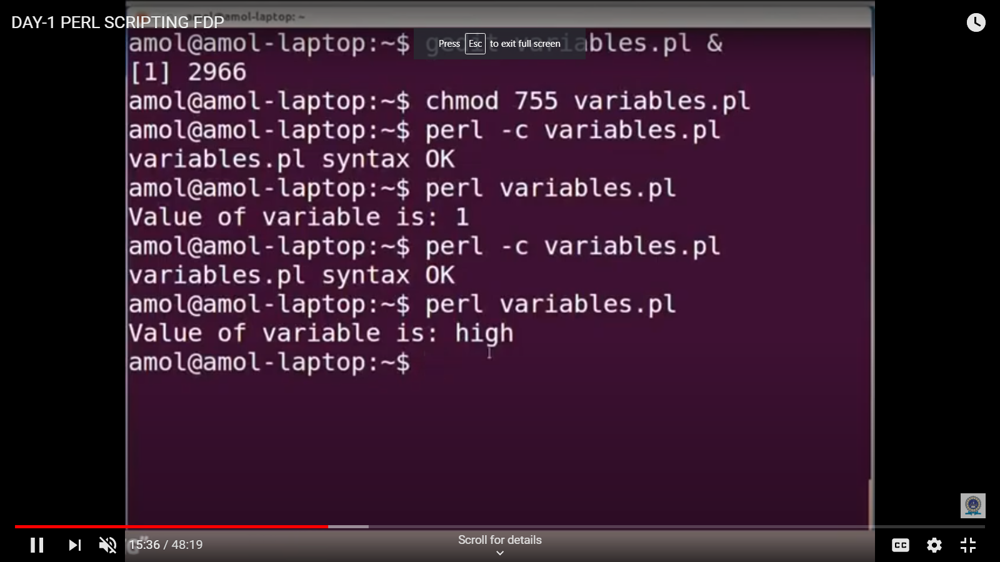 DAY-1 PERL SCRIPTING FDP
amol@amol-laptop: ~
amol@amol-laptop:~$ gedit variables.pl &
Press Esc to exit full screen
[1] 2966
amol@amol-laptop:~$ chmod 755 variables.pl
amol@amol-laptop:~$ perl -c variables.pl
variables.pl syntax OK
amol@amol-laptop:~$ perl variables.pl
Value of variable is: 1
amol@amol-laptop:~$ perl -c variables.pl
variables.pl syntax OK
amol@amol-laptop:~$ perl variables.pl
Value of variable is: high
amol@amol-laptop:~$
15:36 / 48:19
Scroll for details
CC